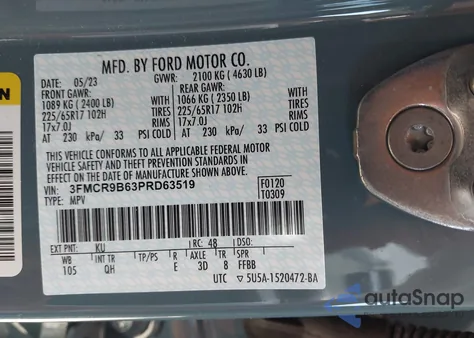 MFD. BY FORD MOTOR CO.
DATE: 05/23 GVWR: 2100 KG ( 4630 LB)
FRONT GAWR: REAR GAWR:
1089 KG ( 2400 LB) WITH 1066 KG ( 2350 LB) WITH
225/65R17 102H TIRES 225/65R17 102H TIRES
17x7.0J RIMS 17x7.0J RIMS
AT 230 kPa/ 33 PSI COLD AT 230 kPa/ 33 PSI COLD
THIS VEHICLE CONFORMS TO ALL APPLICABLE FEDERAL MOTOR
VEHICLE SAFETY AND THEFT PREVENTION STANDARDS IN
EFFECT ON THE DATE OF MANUFACTURE SHOWN ABOVE.
VIN: 3FMCR9B63PRD63519 F0120
TYPE: MPV T0309
EXT PNT: KU RC: 48 DSO:
WB INT TR TP/PS R AX TR SPR
105 QH E 3D 8 FFBB
UTC ▽ 5U5A-1520472-BA
autoSnap